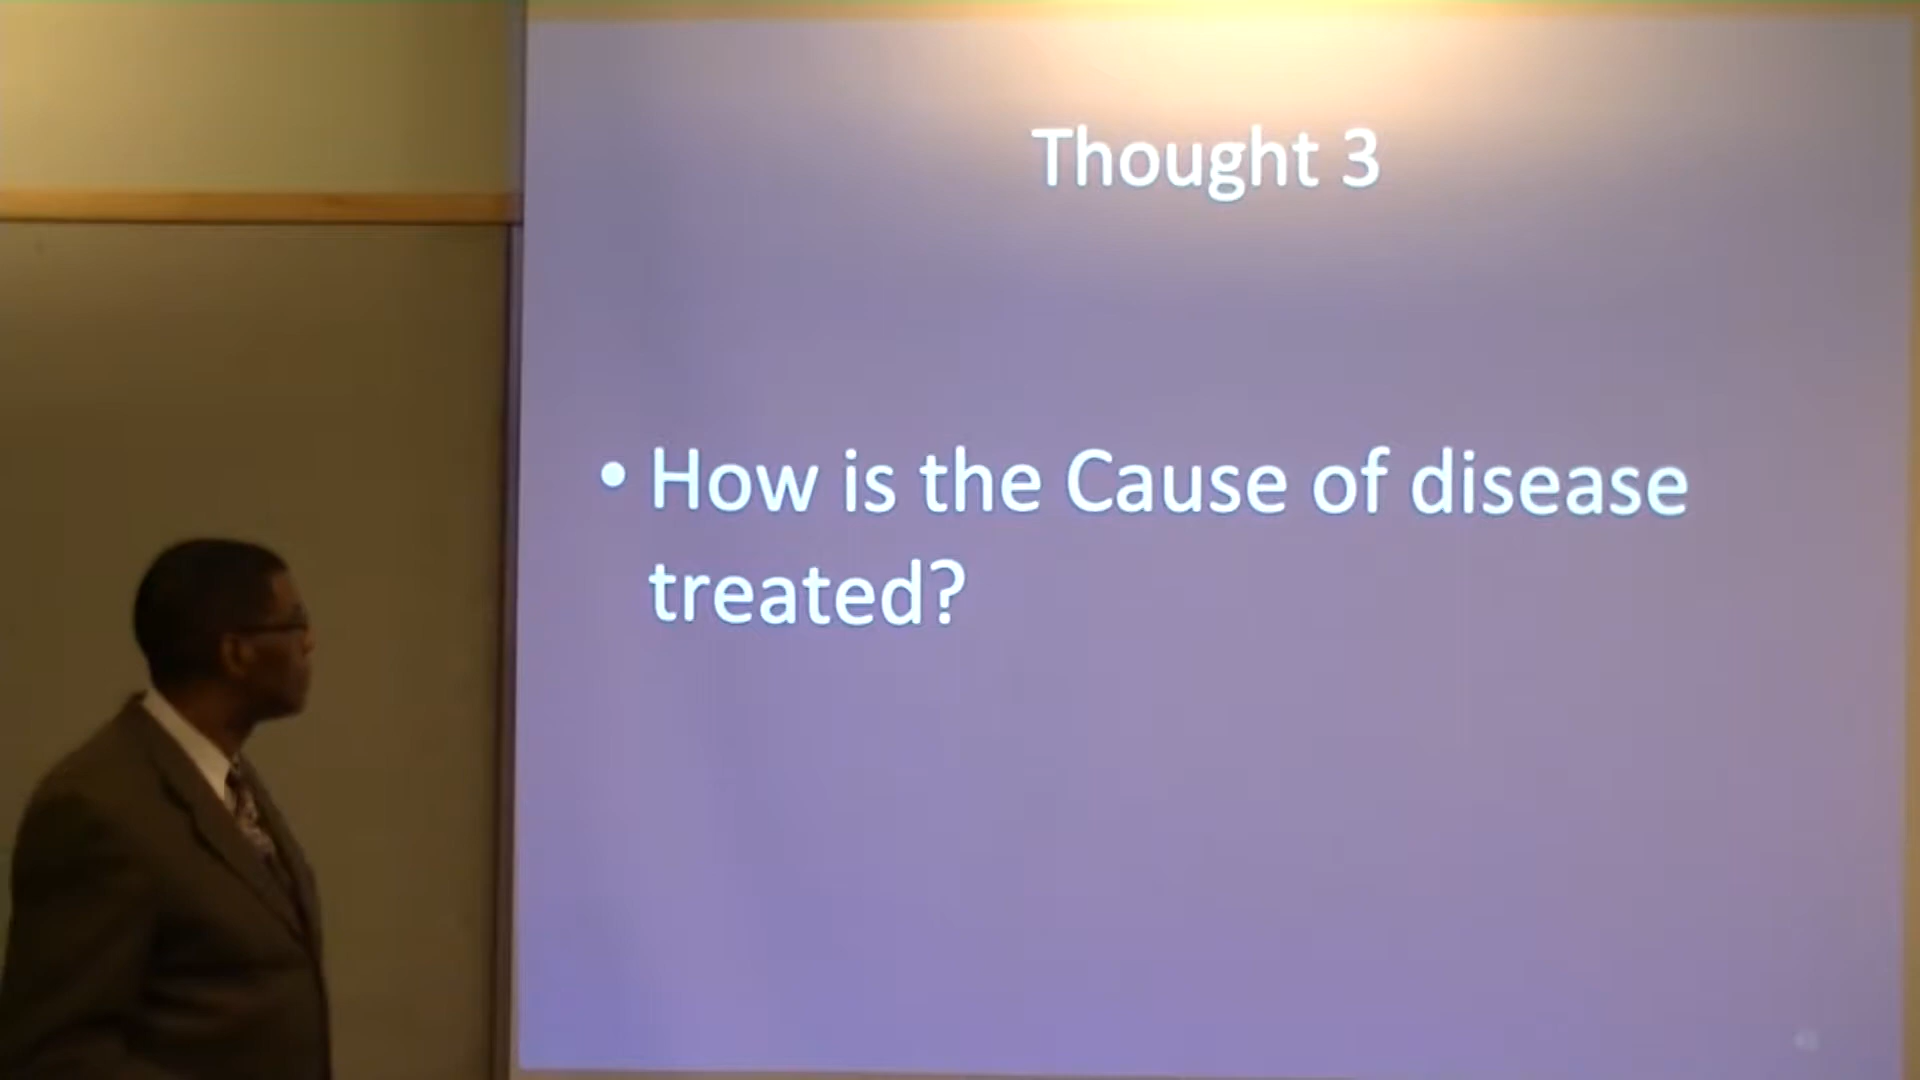 Thought 3
• How is the Cause of disease
treated?